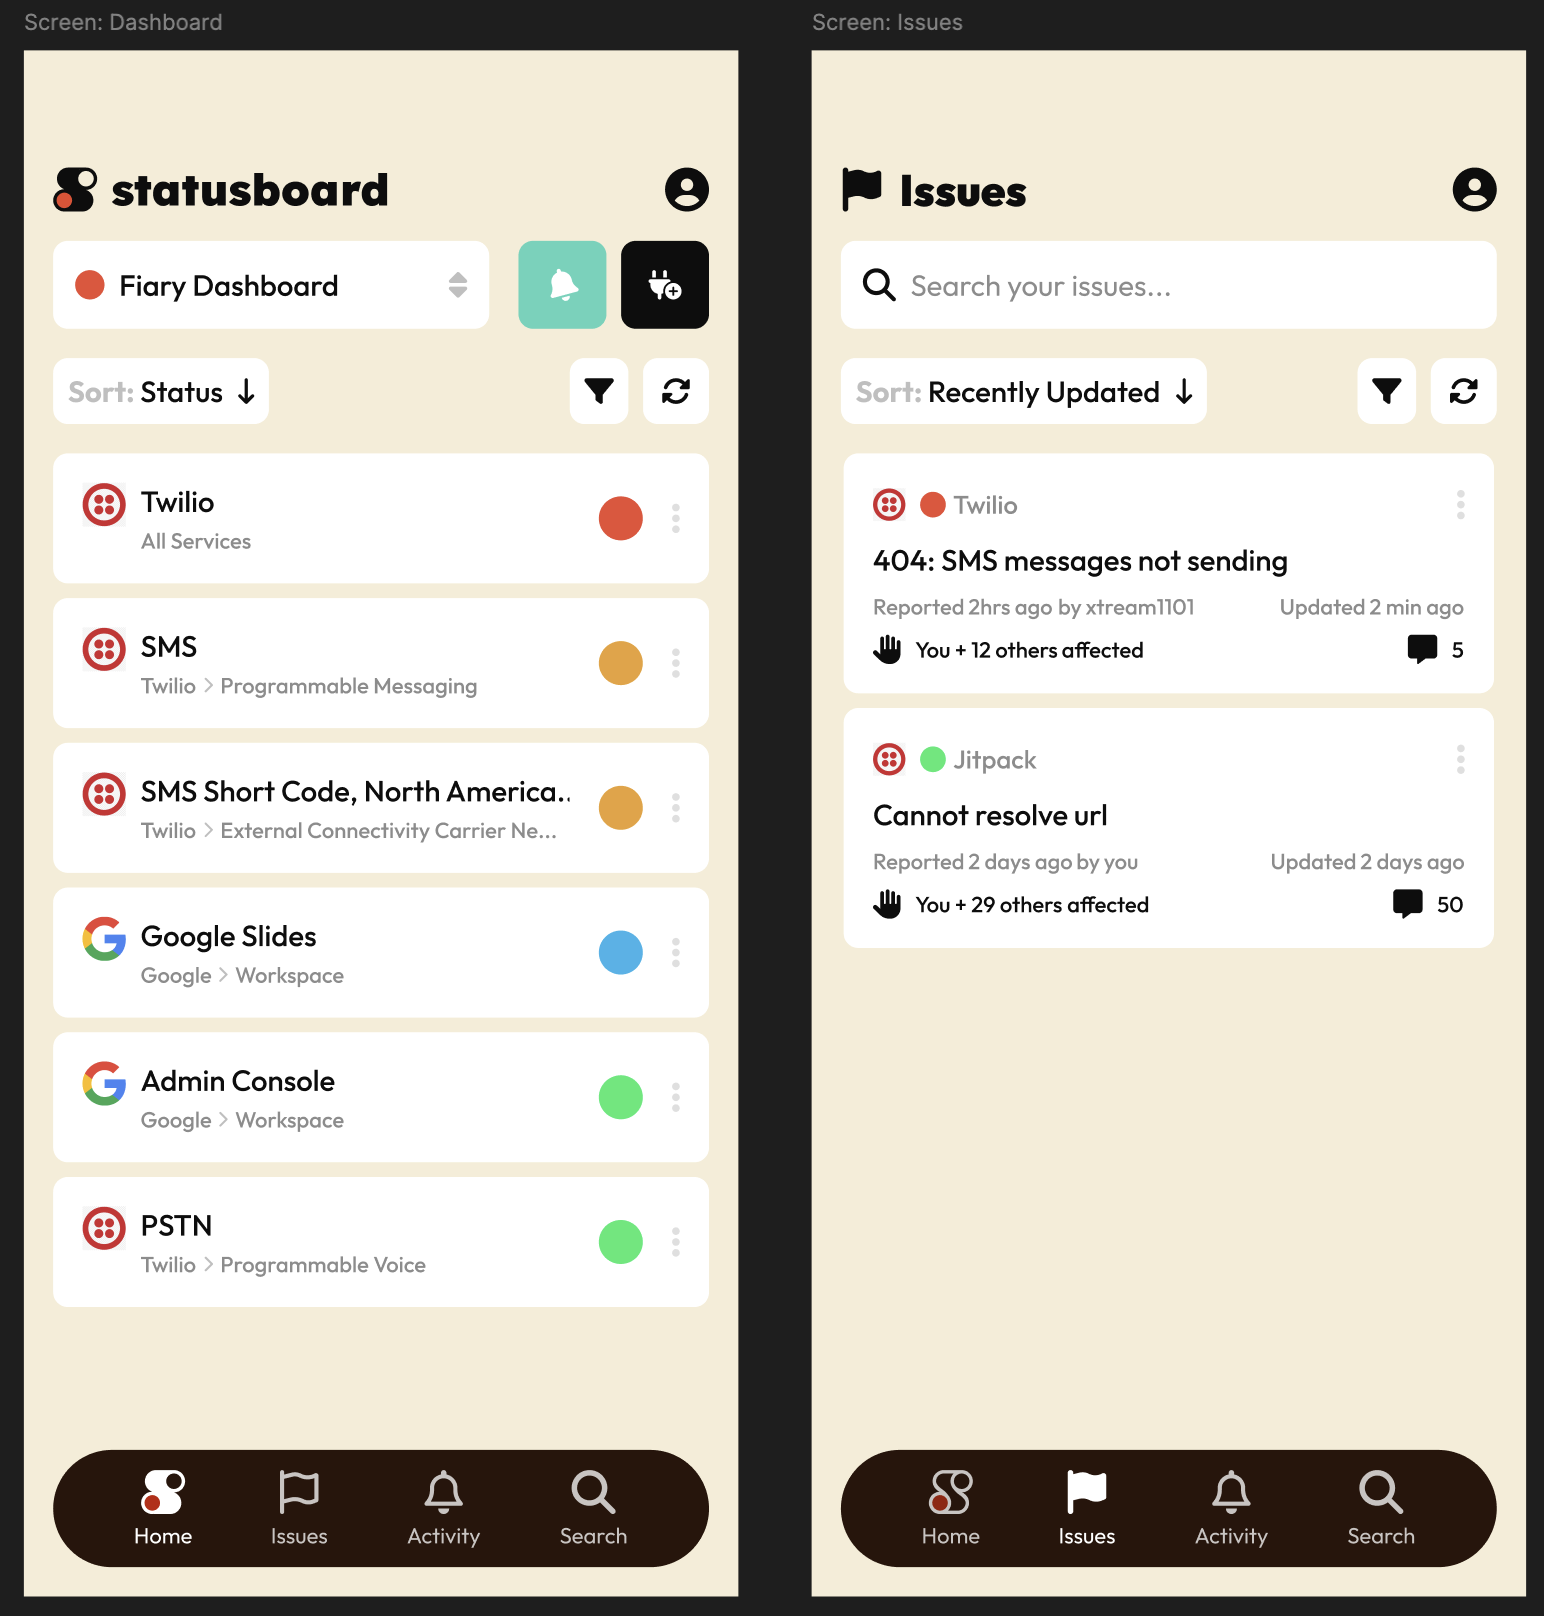 Screen: Dashboard
statusboard
Fiary Dashboard
Sort: Status
Twilio
All Services
SMS
Twilio > Programmable Messaging
SMS Short Code, North America..
Twilio > External Connectivity Carrier Ne...
Google Slides
Google > Workspace
Admin Console
Google > Workspace
PSTN
Twilio > Programmable Voice
Home Issues Activity Search
Screen: Issues
Issues
Search your issues...
Sort: Recently Updated
Twilio
404: SMS messages not sending
Reported 2hrs ago by xtream1101 Updated 2 min ago
You + 12 others affected 5
Jitpack
Cannot resolve url
Reported 2 days ago by you Updated 2 days ago
You + 29 others affected 50
Home Issues Activity Search